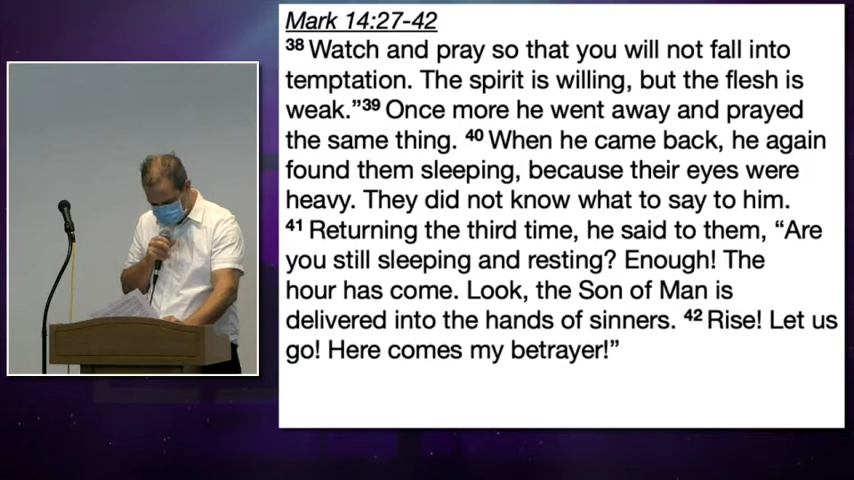 Mark 14:27-42
38 Watch and pray so that you will not fall into
temptation. The spirit is willing, but the flesh is
weak.”39 Once more he went away and prayed
the same thing. 40 When he came back, he again
found them sleeping, because their eyes were
heavy. They did not know what to say to him.
41 Returning the third time, he said to them, “Are
you still sleeping and resting? Enough! The
hour has come. Look, the Son of Man is
delivered into the hands of sinners. 42 Rise! Let us
go! Here comes my betrayer!”